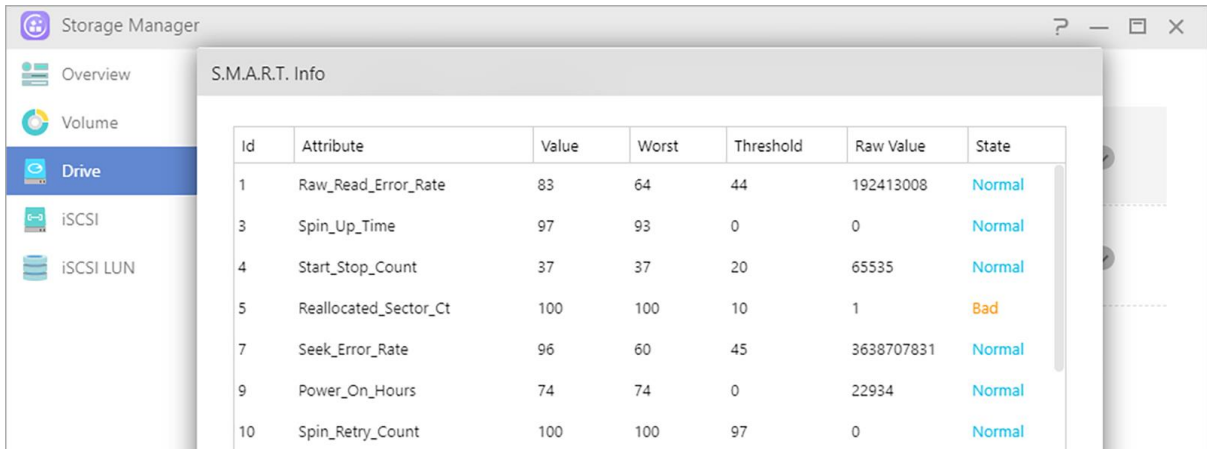 Storage Manager
Overview
Volume
Drive
iSCSI
iSCSI LUN
S.M.A.R.T. Info
Id Attribute Value Worst Threshold Raw Value State
1 Raw_Read_Error_Rate 83 64 44 192413008 Normal
3 Spin_Up_Time 97 93 0 0 Normal
4 Start_Stop_Count 37 37 20 65535 Normal
5 Reallocated_Sector_Ct 100 100 10 1 Bad
7 Seek_Error_Rate 96 60 45 3638707831 Normal
9 Power_On_Hours 74 74 0 22934 Normal
10 Spin_Retry_Count 100 100 97 0 Normal